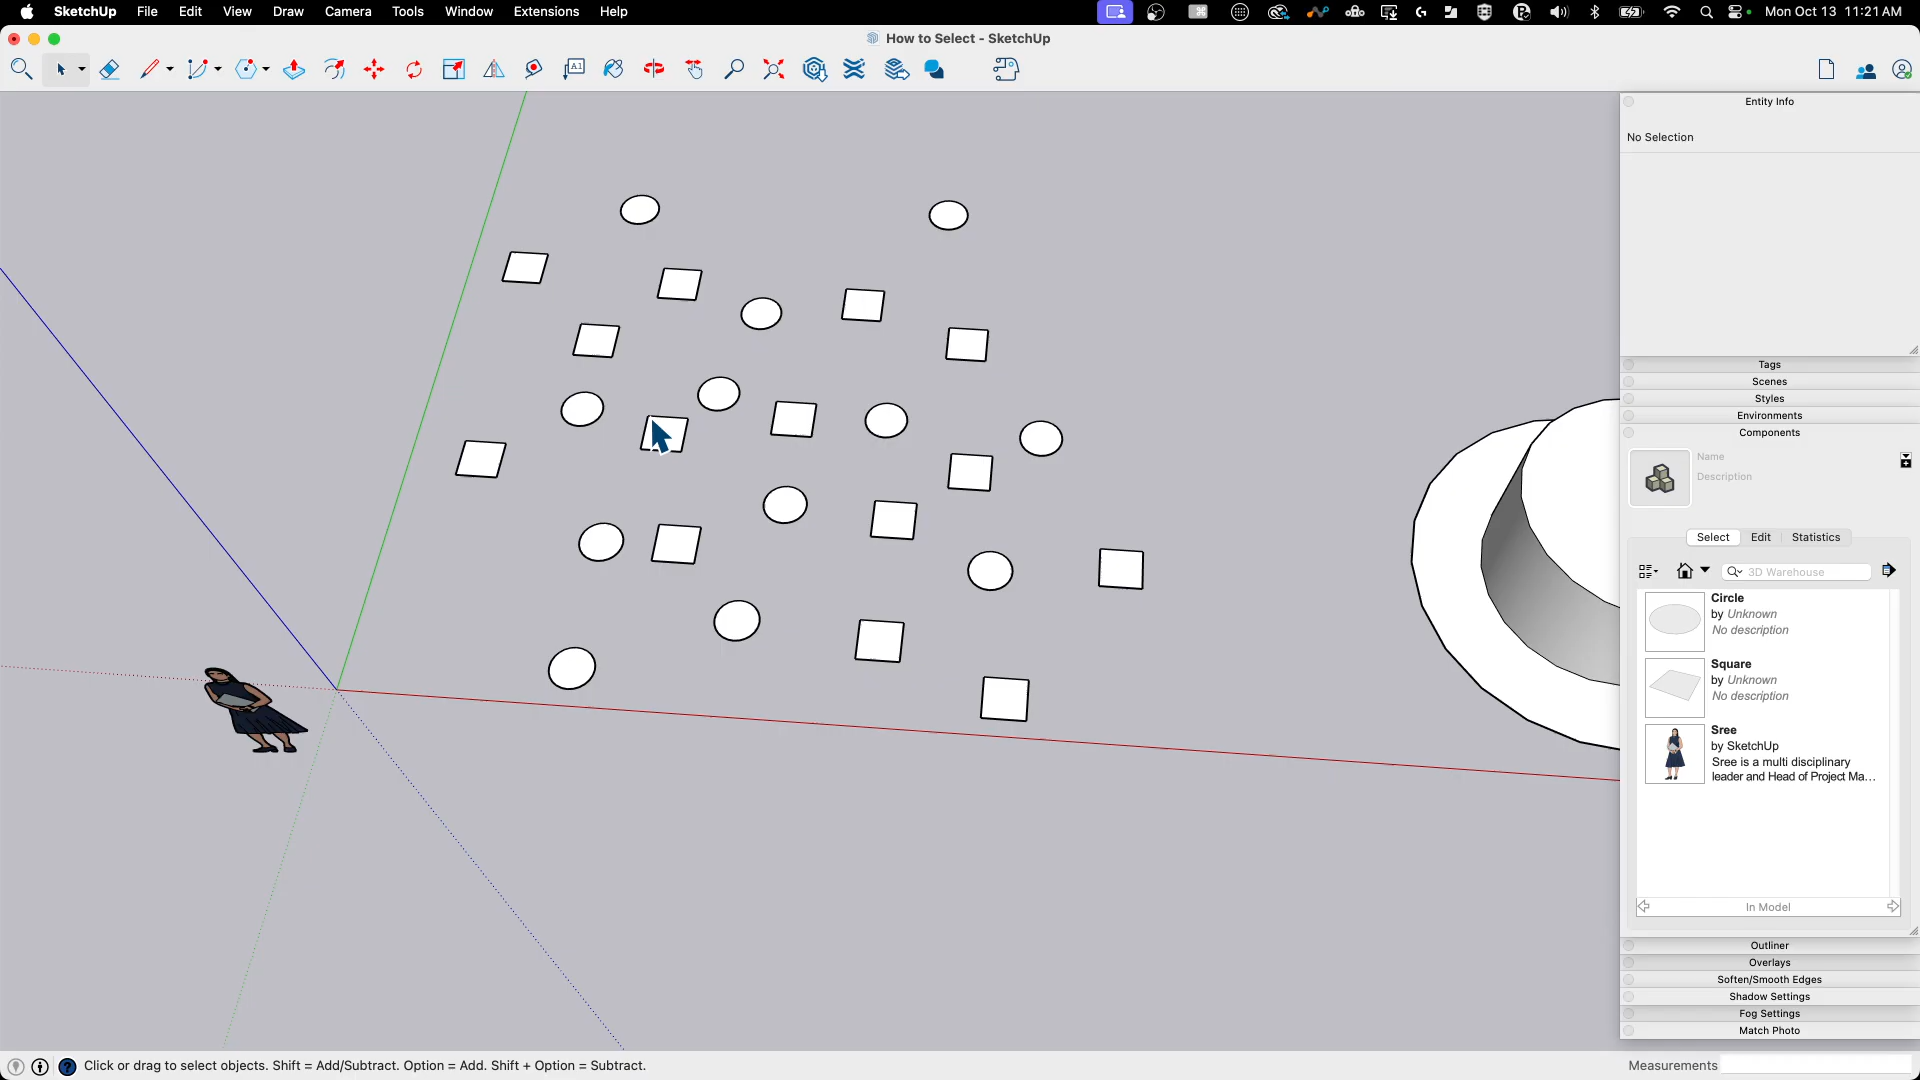 SketchUp File Edit View Draw Camera Tools Window Extensions Help Mon Oct 13 11:21 AM
How to Select - SketchUp
A1
Entity Info
No Selection
Tags
Scenes
Styles
Environments
Components
Name
Description
Select Edit Statistics
3D Warehouse
Circle
by Unknown
No description
Square
by Unknown
No description
Sree
by SketchUp
Sree is a multi disciplinary
leader and Head of Project Ma...
In Model
Outliner
Overlays
Soften/Smooth Edges
Shadow Settings
Fog Settings
Match Photo
Click or drag to select objects. Shift = Add/Subtract. Option = Add. Shift + Option = Subtract.
Measurements